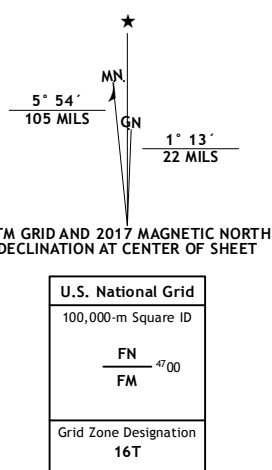 ★
MN
5° 54´
105 MILS
GN
1° 13´
22 MILS
TM GRID AND 2017 MAGNETIC NORTH
DECLINATION AT CENTER OF SHEET
U.S. National Grid
100,000-m Square ID
FN
4700
FM
Grid Zone Designation
16T